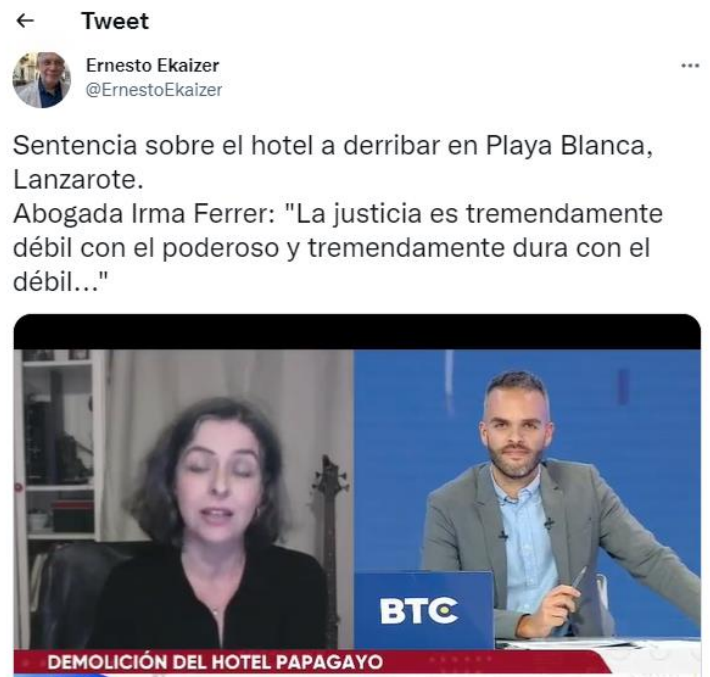 Tweet
Ernesto Ekaizer
@ErnestoEkaizer
Sentencia sobre el hotel a derribar en Playa Blanca,
Lanzarote.
Abogada Irma Ferrer: "La justicia es tremendamente
débil con el poderoso y tremendamente dura con el
débil..."
BTC
DEMOLICIÓN DEL HOTEL PAPAGAYO